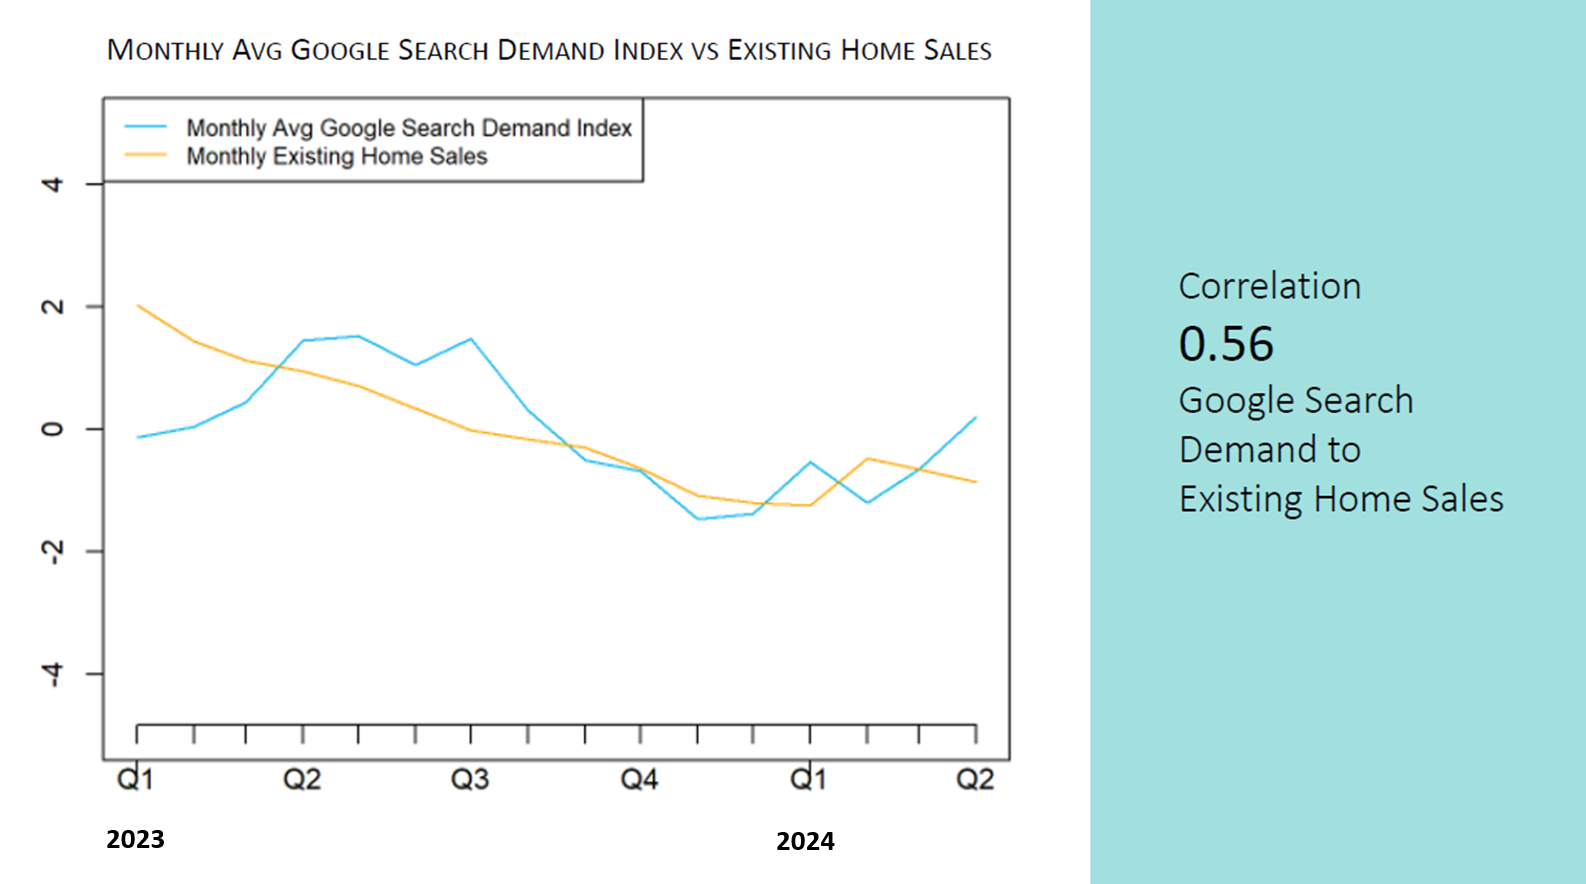 MONTHLY AVG GOOGLE SEARCH DEMAND INDEX VS EXISTING HOME SALES
Monthly Avg Google Search Demand Index
Monthly Existing Home Sales
4
2
0
-2
-4
Q1 Q2 Q3 Q4 Q1 Q2
2023 2024
Correlation
0.56
Google Search
Demand to
Existing Home Sales